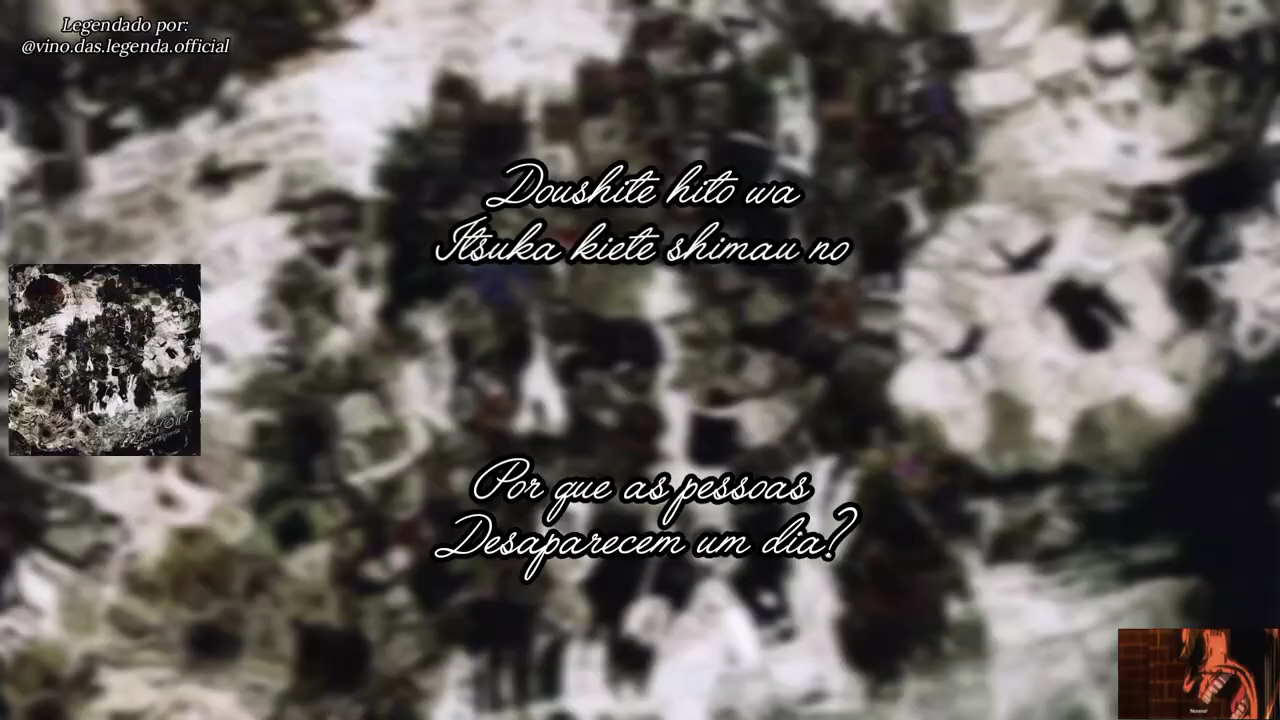 Legendado por:
@vino.das.legenda.official
Doushite hito wa
Itsuka kiete shimau no
Por que as pessoas
Desaparecem um dia?